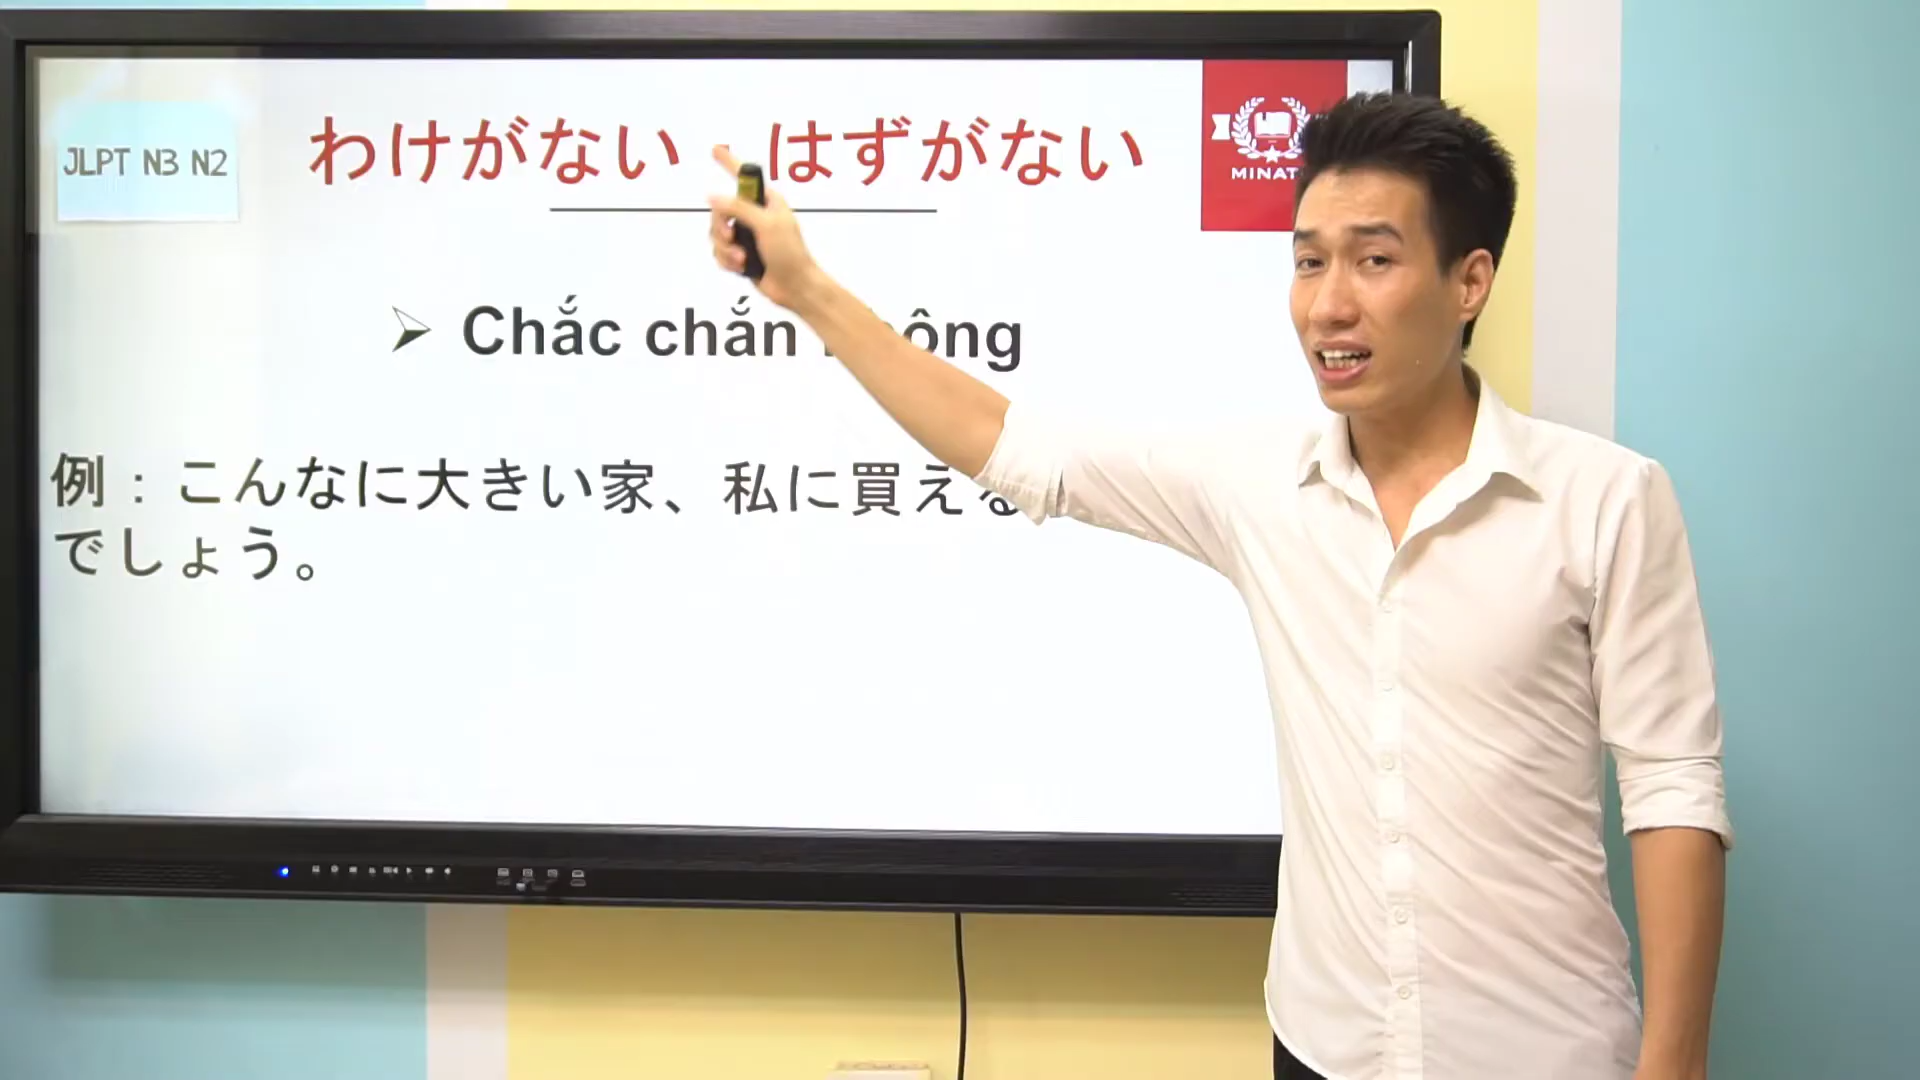 JLPT N3 N2
わけがない・はずがない
MINAT
Chắc chắn
例：こんなに大きい家、私に買える
でしょう。